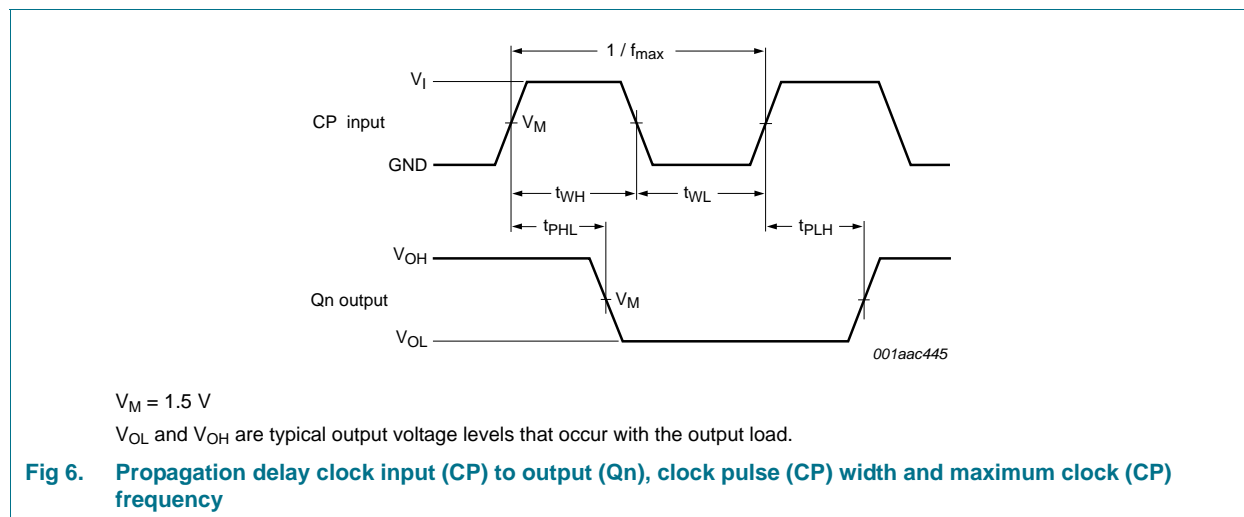 1 / fmax
VI
CP input
VM
GND
tWH
tWL
tPHL
tPLH
VOH
Qn output
VM
VOL
001aac445
VM = 1.5 V
VOL and VOH are typical output voltage levels that occur with the output load.
Fig 6. Propagation delay clock input (CP) to output (Qn), clock pulse (CP) width and maximum clock (CP)
frequency